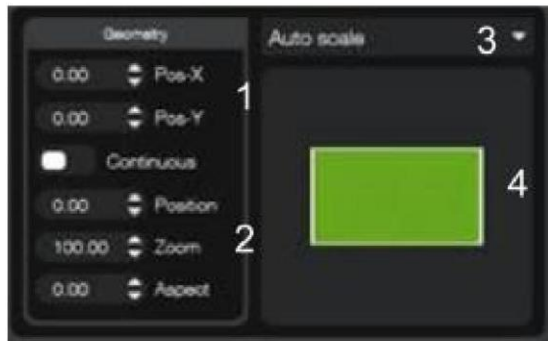 Geometry
Auto scale 3
0.00 Pos-X
1
0.00 Pos-Y
Continuous
0.00 Position
4
100.00 Zoom 2
0.00 Aspect